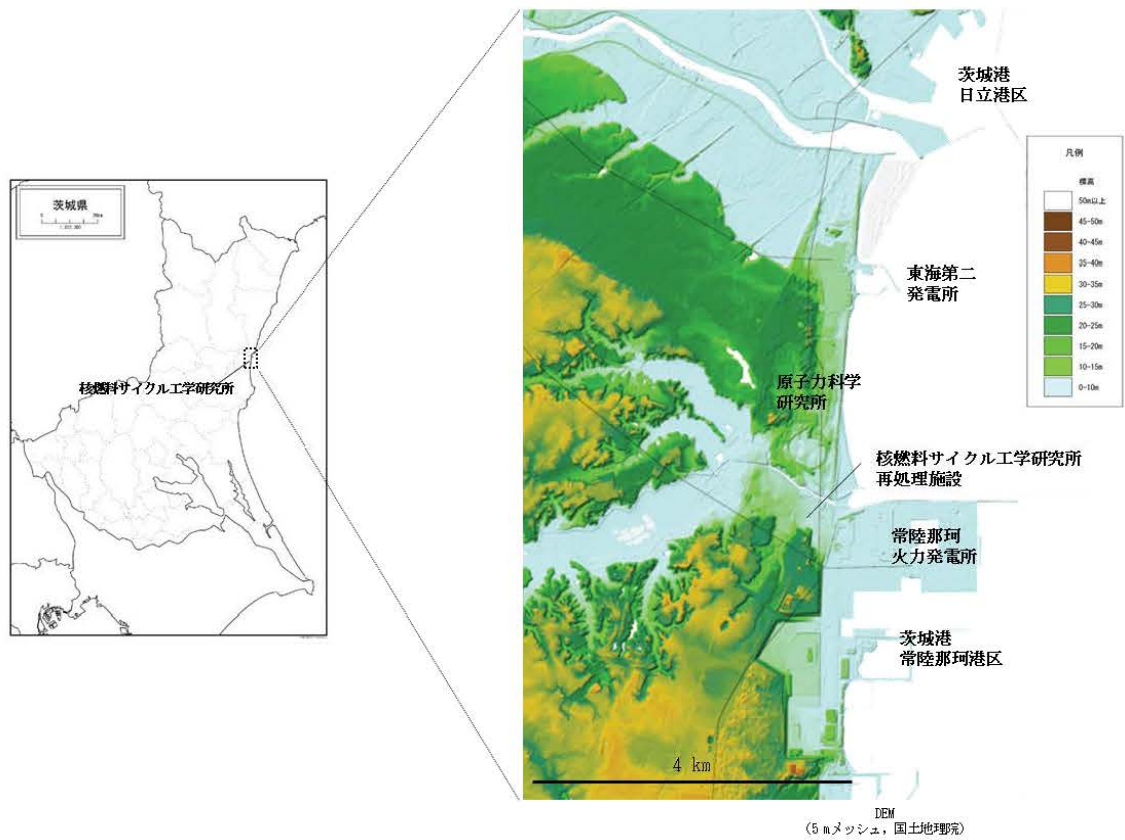 茨城県
核燃料サイクル工学研究所
茨城港
日立港区
凡例
標高
50m以上
45-50m
40-45m
35-40m
30-35m
25-30m
20-25m
15-20m
10-15m
0-10m
東海第二
発電所
原子力科学
研究所
核燃料サイクル工学研究所
再処理施設
常陸那珂
火力発電所
茨城港
常陸那珂港区
4 km
DEM
(5 mメッシュ, 国土地理院)